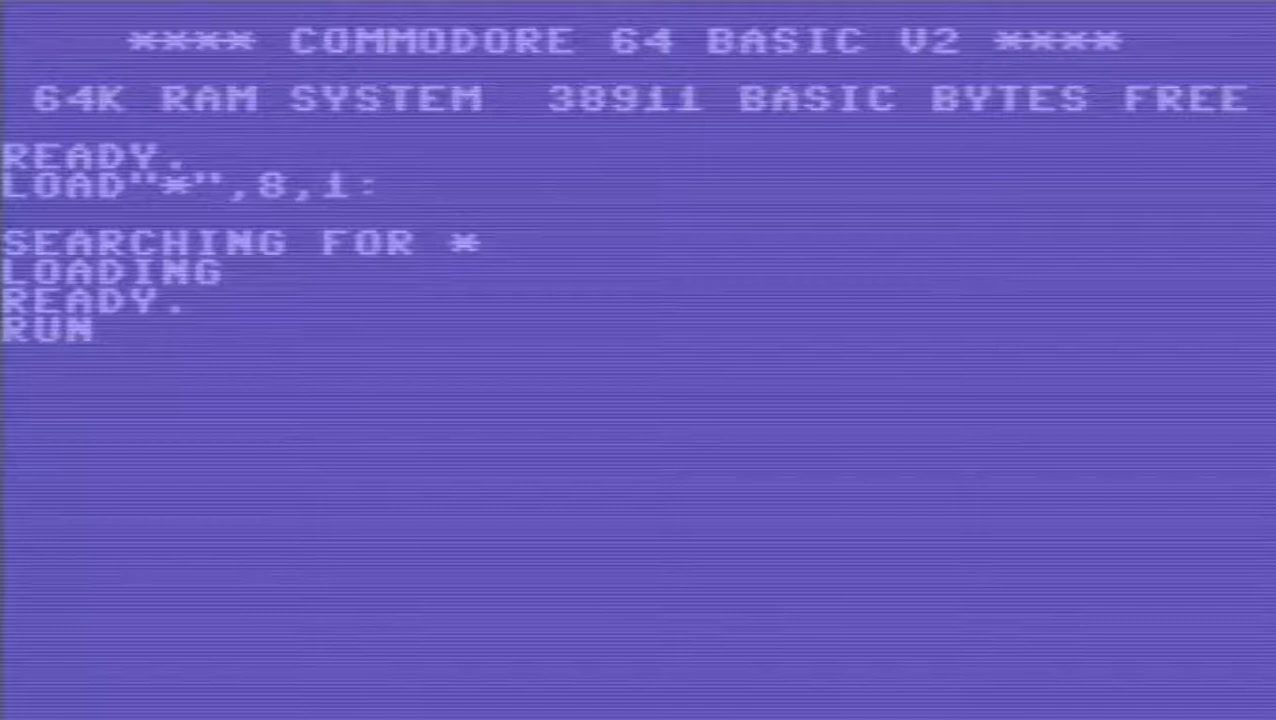 **** COMMODORE 64 BASIC V2 ****
64K RAM SYSTEM  38911 BASIC BYTES FREE
READY.
LOAD"*",8,1:
SEARCHING FOR *
LOADING
READY.
RUN